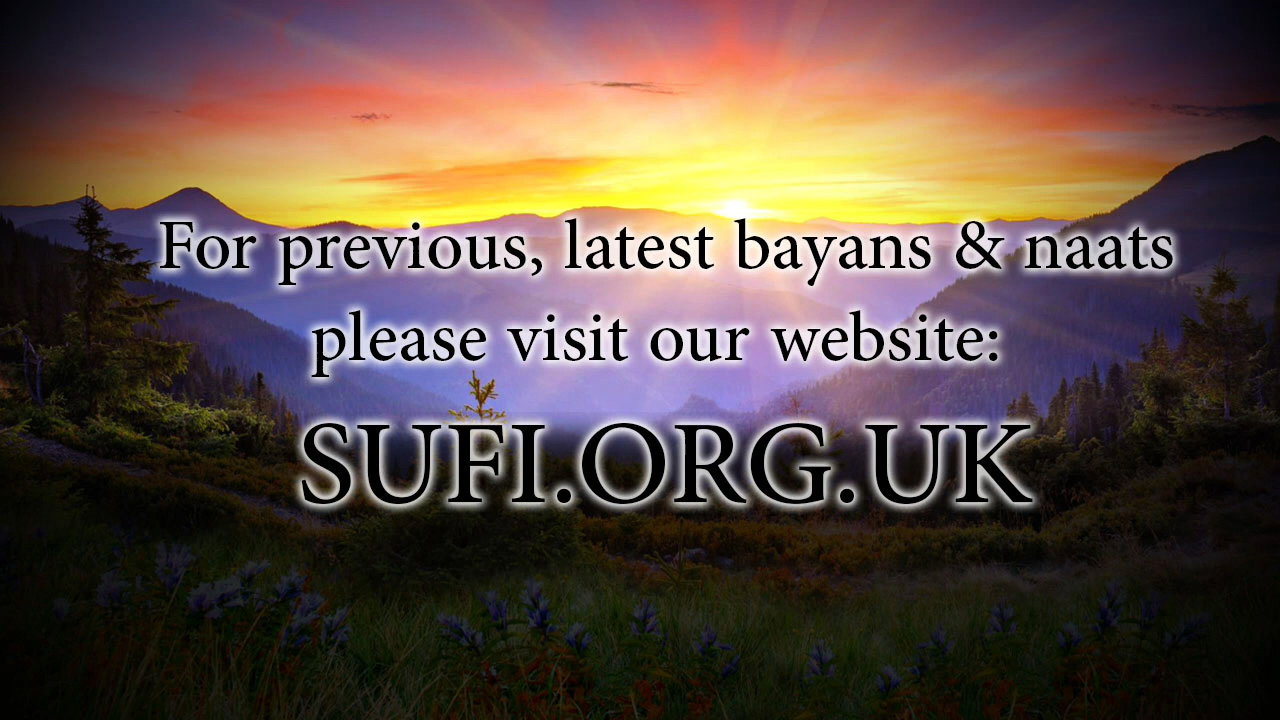 For previous, latest bayans & naats
please visit our website:
SUFI.ORG.UK